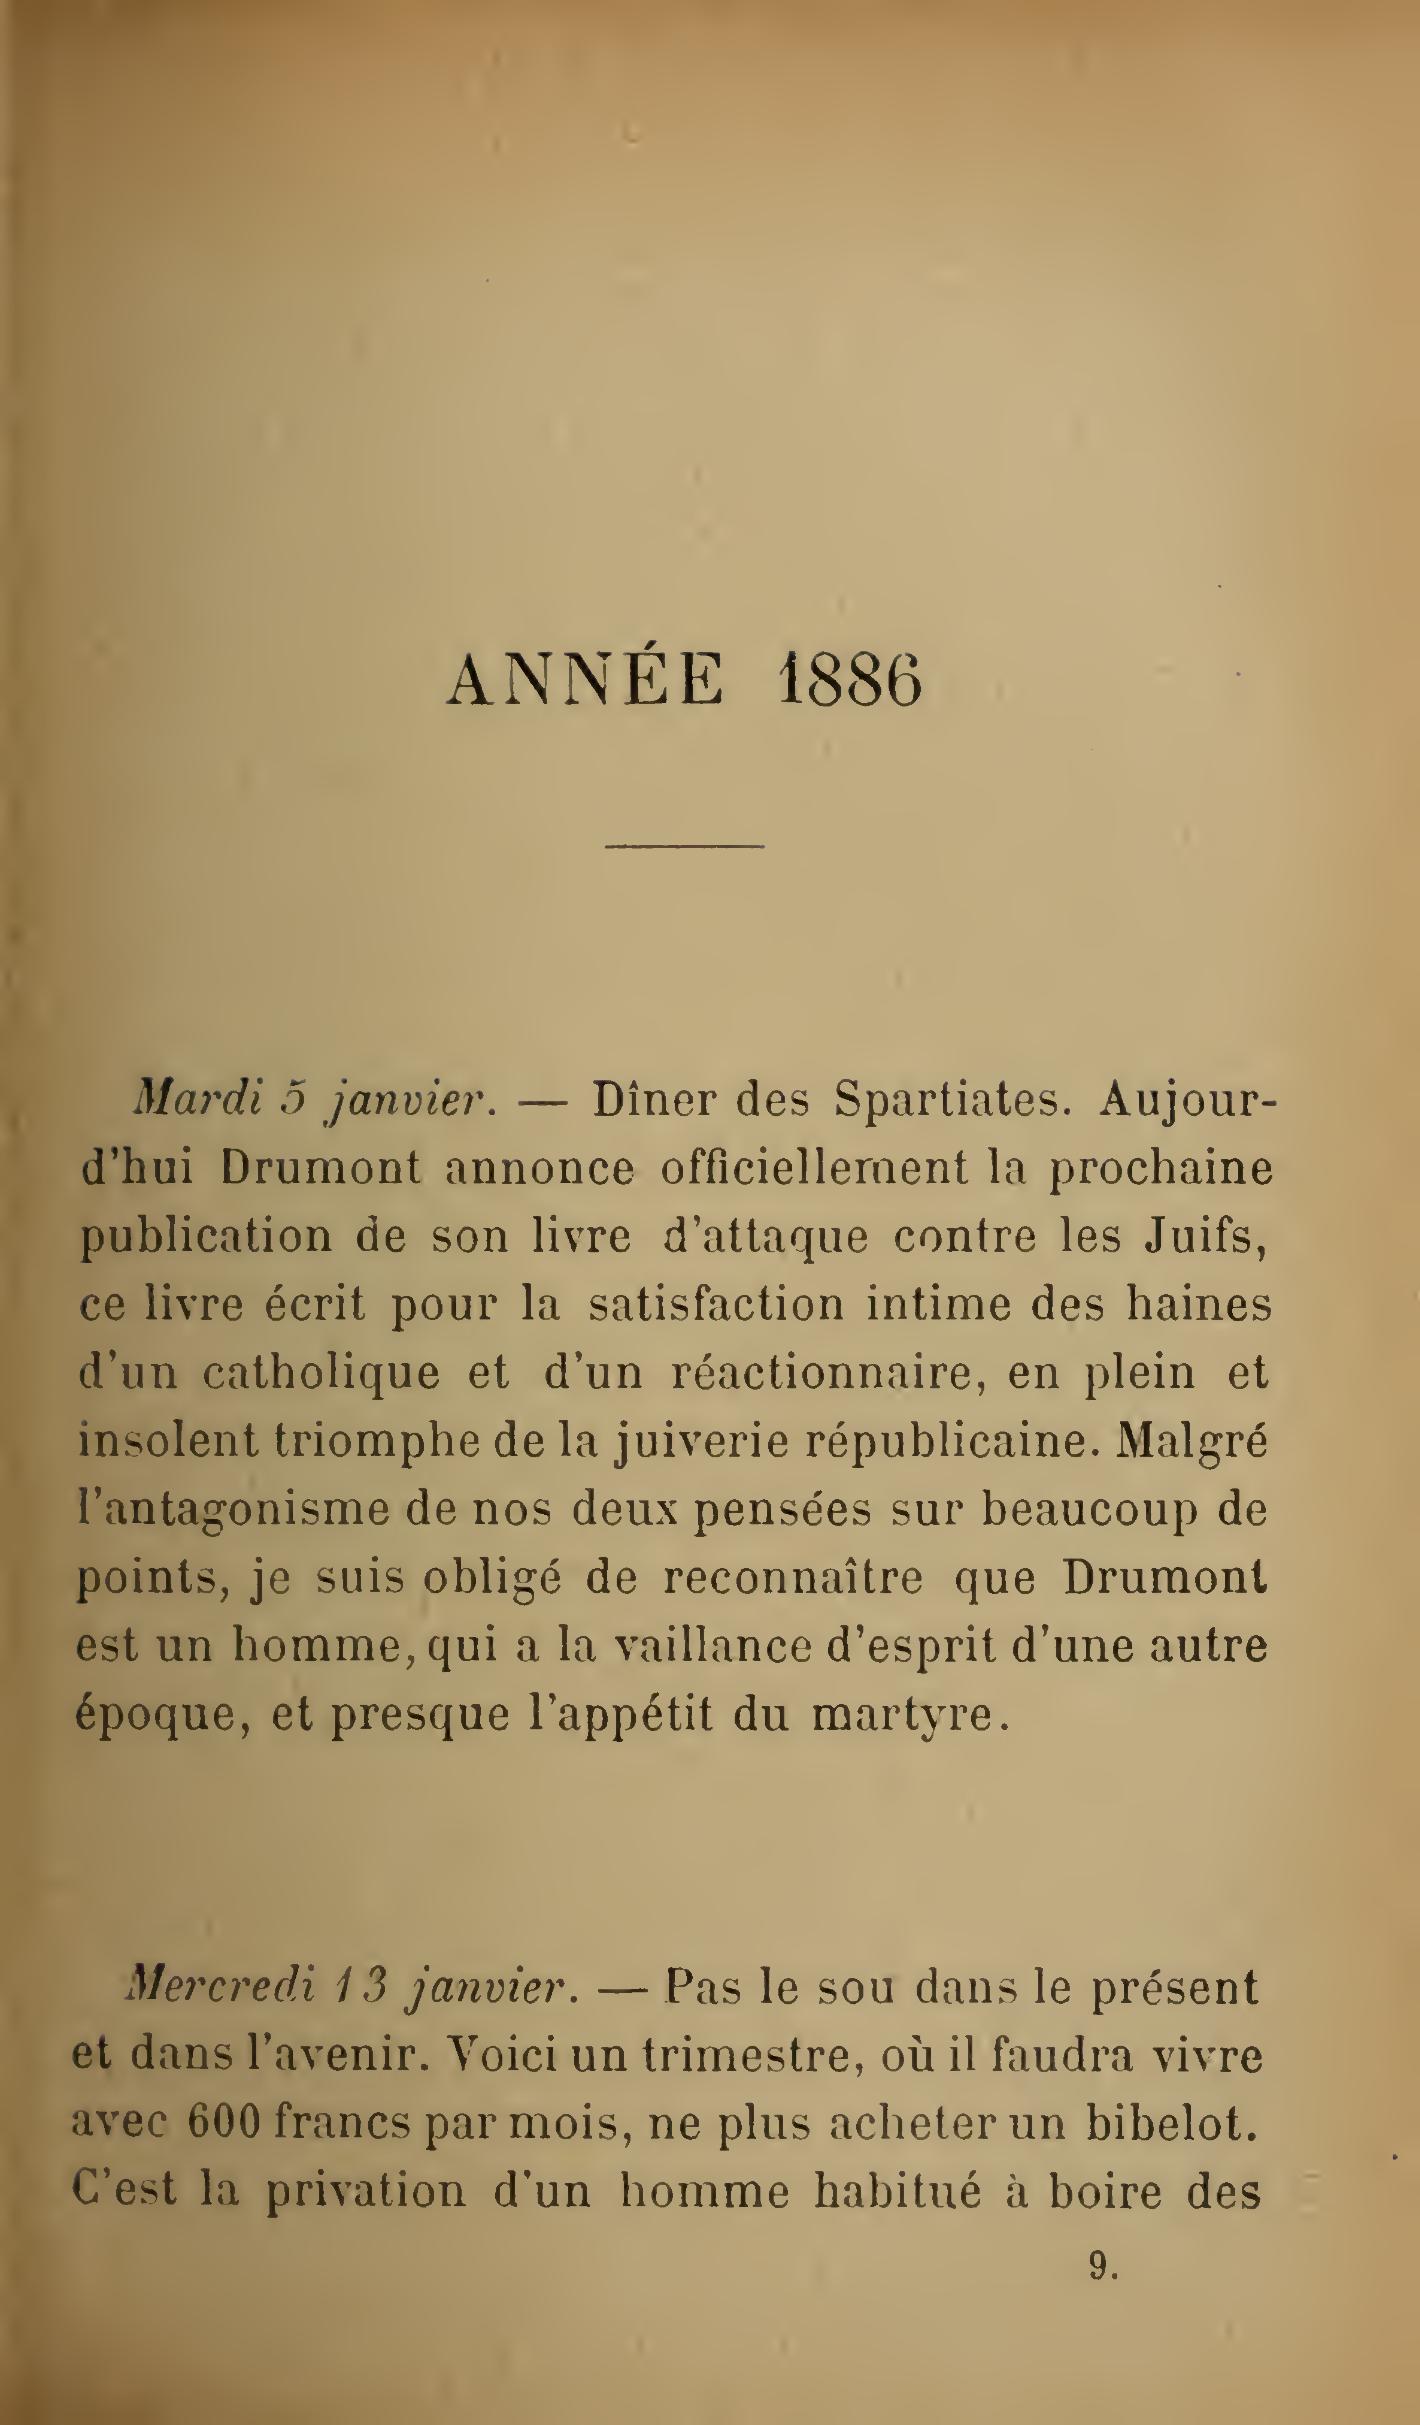 ANNÉE 1886
Mardi 5 janvier. — Dîner des Spartiates. Aujour-
d'hui Drumont annonce officiellement la prochaine
publication de son livre d'attaque contre les Juifs,
ce livre écrit pour la satisfaction intime des haines
d'un catholique et d'un réactionnaire, en plein et
insolent triomphe de la juiverie républicaine. Malgré
l'antagonisme de nos deux pensées sur beaucoup de
points, je suis obligé de reconnaître que Drumont
est un homme, qui a la vaillance d'esprit d'une autre
époque, et presque l'appétit du martyre.
Mercredi 13 janvier. — Pas le sou dans le présent
et dans l'avenir. Voici un trimestre, où il faudra vivre
avec 600 francs par mois, ne plus acheter un bibelot.
C'est la privation d'un homme habitué à boire des
9.